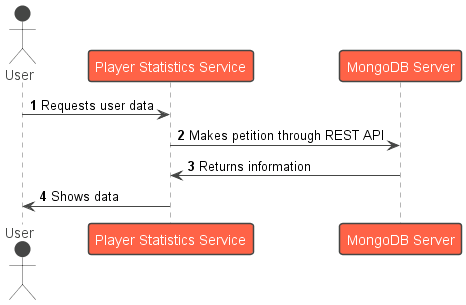 User
Player Statistics Service
MongoDB Server
1 Requests user data
2 Makes petition through REST API
3 Returns information
4 Shows data
User
Player Statistics Service
MongoDB Server